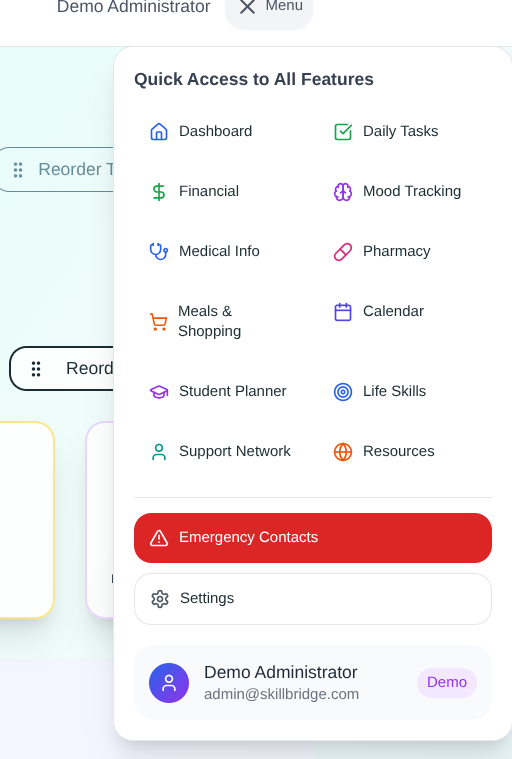 Demo Administrator
Menu
Quick Access to All Features
Dashboard
Daily Tasks
Reorder T
Financial
Mood Tracking
Medical Info
Pharmacy
Meals &
Shopping
Calendar
Reord
Student Planner
Life Skills
Support Network
Resources
Emergency Contacts
Settings
Demo Administrator
admin@skillbridge.com
Demo